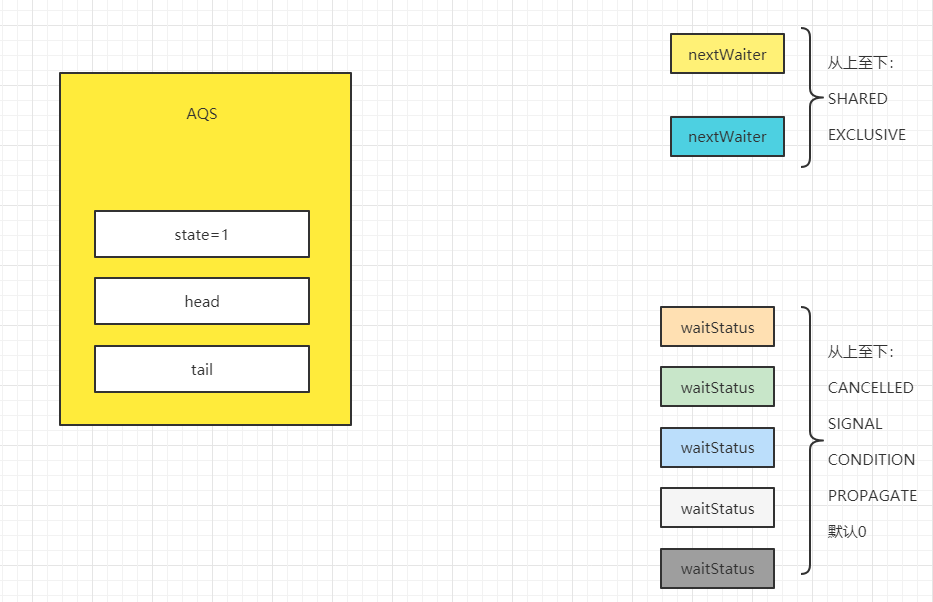 AQS
state=1
head
tail
nextWaiter
nextWaiter
从上至下：
SHARED
EXCLUSIVE
waitStatus
waitStatus
waitStatus
waitStatus
waitStatus
从上至下：
CANCELLED
SIGNAL
CONDITION
PROPAGATE
默认0